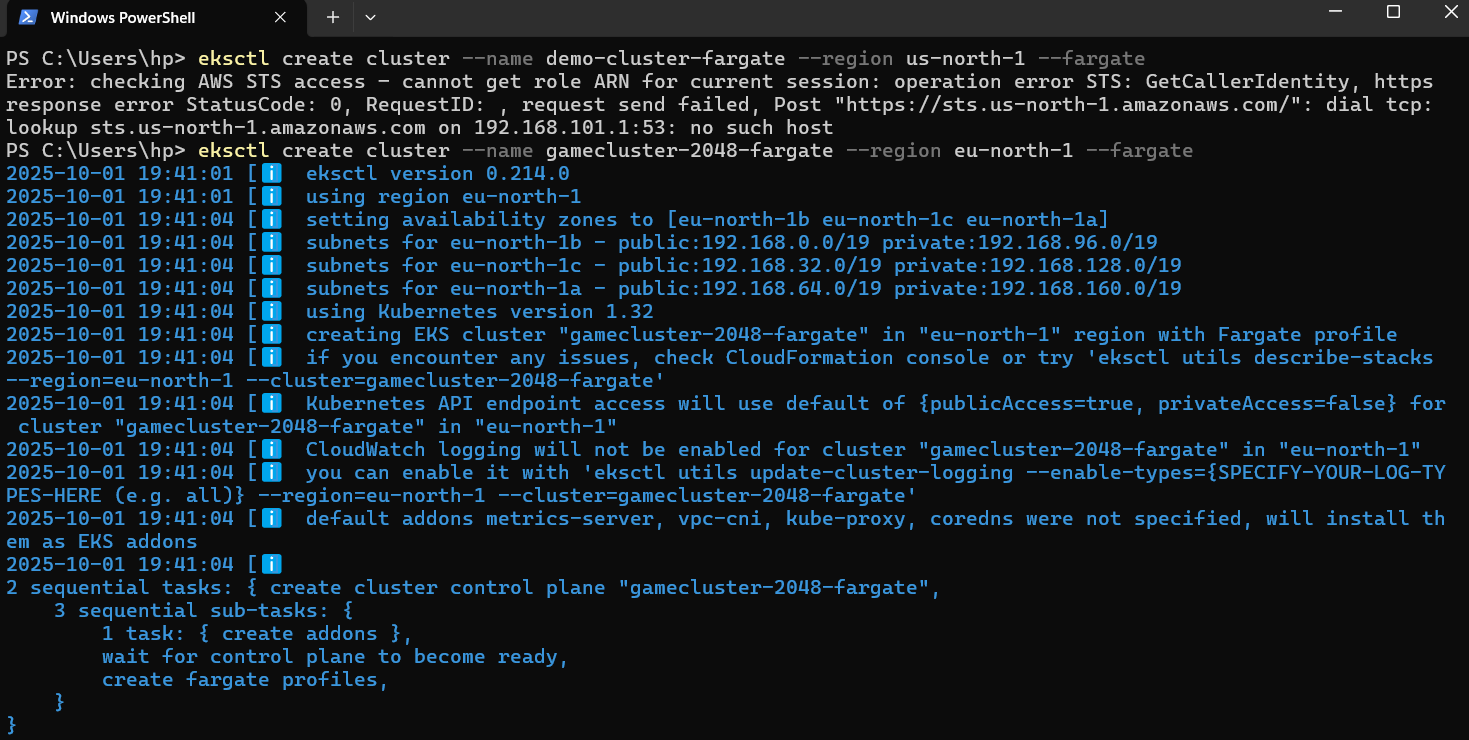 Windows PowerShell
PS C:\Users\hp> eksctl create cluster --name demo-cluster-fargate --region us-north-1 --fargate
Error: checking AWS STS access – cannot get role ARN for current session: operation error STS: GetCallerIdentity, https
response error StatusCode: 0, RequestID: , request send failed, Post "https://sts.us-north-1.amazonaws.com/": dial tcp:
lookup sts.us-north-1.amazonaws.com on 192.168.101.1:53: no such host
PS C:\Users\hp> eksctl create cluster --name gamecluster-2048-fargate --region eu-north-1 --fargate
2025-10-01 19:41:01 [ℹ  eksctl version 0.214.0
2025-10-01 19:41:01 [ℹ  using region eu-north-1
2025-10-01 19:41:04 [ℹ  setting availability zones to [eu-north-1b eu-north-1c eu-north-1a]
2025-10-01 19:41:04 [ℹ  subnets for eu-north-1b - public:192.168.0.0/19 private:192.168.96.0/19
2025-10-01 19:41:04 [ℹ  subnets for eu-north-1c - public:192.168.32.0/19 private:192.168.128.0/19
2025-10-01 19:41:04 [ℹ  subnets for eu-north-1a - public:192.168.64.0/19 private:192.168.160.0/19
2025-10-01 19:41:04 [ℹ  using Kubernetes version 1.32
2025-10-01 19:41:04 [ℹ  creating EKS cluster "gamecluster-2048-fargate" in "eu-north-1" region with Fargate profile
2025-10-01 19:41:04 [ℹ  if you encounter any issues, check CloudFormation console or try 'eksctl utils describe-stacks
--region=eu-north-1 --cluster=gamecluster-2048-fargate'
2025-10-01 19:41:04 [ℹ  Kubernetes API endpoint access will use default of {publicAccess=true, privateAccess=false} for
cluster "gamecluster-2048-fargate" in "eu-north-1"
2025-10-01 19:41:04 [ℹ  CloudWatch logging will not be enabled for cluster "gamecluster-2048-fargate" in "eu-north-1"
2025-10-01 19:41:04 [ℹ  you can enable it with 'eksctl utils update-cluster-logging --enable-types={SPECIFY-YOUR-LOG-TY
PES-HERE (e.g. all)} --region=eu-north-1 --cluster=gamecluster-2048-fargate'
2025-10-01 19:41:04 [ℹ  default addons metrics-server, vpc-cni, kube-proxy, coredns were not specified, will install th
em as EKS addons
2025-10-01 19:41:04 [ℹ
2 sequential tasks: { create cluster control plane "gamecluster-2048-fargate",
    3 sequential sub-tasks: {
        1 task: { create addons },
        wait for control plane to become ready,
        create fargate profiles,
    }
}